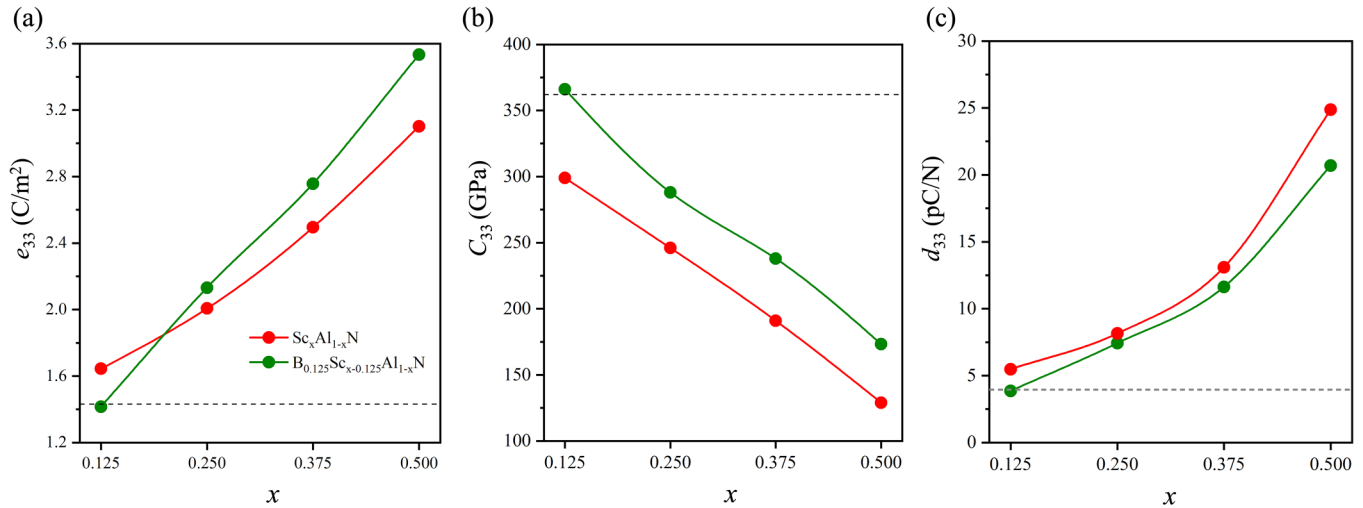 (a)
3.6
3.2
2.8
2.4
2.0
1.6
1.2
e₃₃ (C/m²)
ScₓAl₁₋ₓN
B₀.₁₂₅Scₓ₋₀.₁₂₅Al₁₋ₓN
0.125 0.250 0.375 0.500
x
(b)
400
350
300
250
200
150
100
C₃₃ (GPa)
0.125 0.250 0.375 0.500
x
(c)
30
25
20
15
10
5
0
d₃₃ (pC/N)
0.125 0.250 0.375 0.500
x